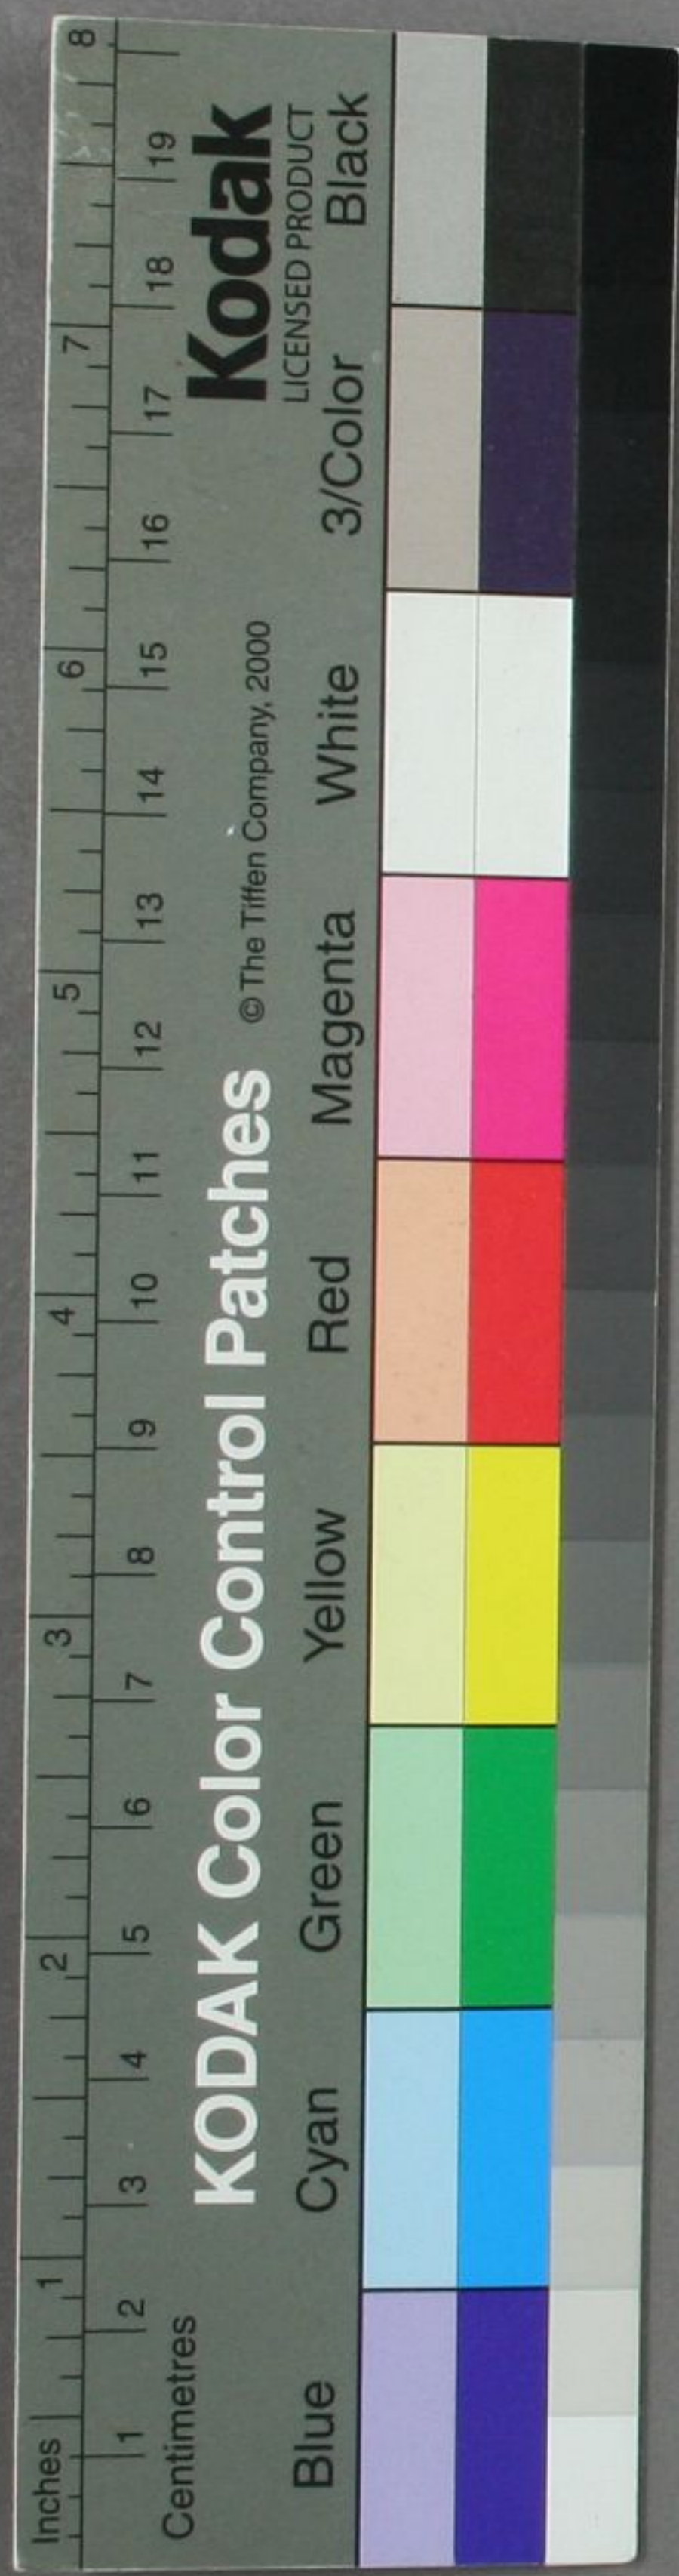 Inches 1 2 3 4 5 6 7 8
1 2 3 4 5 6 7 8 9 10 11 12 13 14 15 16 17 18 19
Centimetres
KODAK Color Control Patches
© The Tiffen Company, 2000
Kodak
LICENSED PRODUCT
Blue Cyan Green Yellow Red Magenta White 3/Color Black